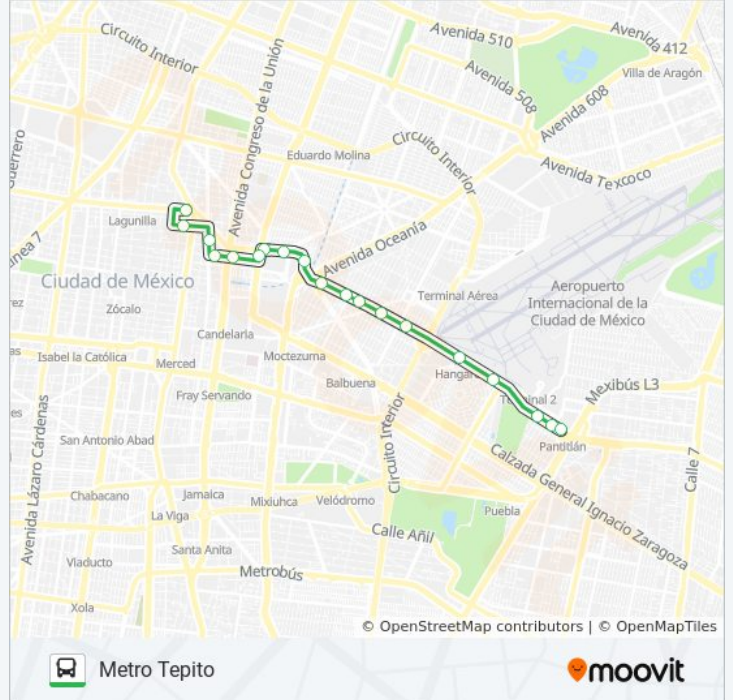 Circuito Interior
Avenida 510
Avenida 412
Villa de Aragón
Avenida 508
Avenida 608
Avenida Congreso de la Unión
Eduardo Molina
Circuito Interior
Avenida Texcoco
Lagunilla
Avenida Oceanía
Ciudad de México
Zócalo
Terminal Aérea
Aeropuerto
Internacional de la
Ciudad de México
Candelaria
Isabel la Católica
Merced
Moctezuma
Fray Servando
Balbuena
Mexibús L3
Pantitlán
Circuito Interior
Avenida Lázaro Cárdenas
San Antonio Abad
Calzada General Ignacio Zaragoza
Calle 7
Chabacano
Jamaica
Mixiuhca
Velódromo
La Viga
Puebla
Calle Añil
Santa Anita
Viaducto
Metrobús
Xola
© OpenStreetMap contributors | © OpenMapTiles
Metro Tepito
moovit